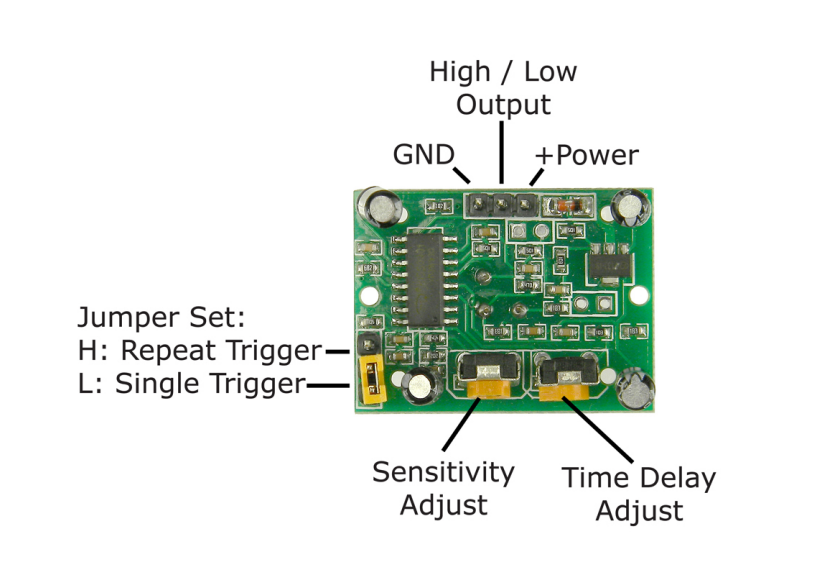 High / Low
Output
GND
+Power
Jumper Set:
H: Repeat Trigger
L: Single Trigger
Sensitivity
Adjust
Time Delay
Adjust